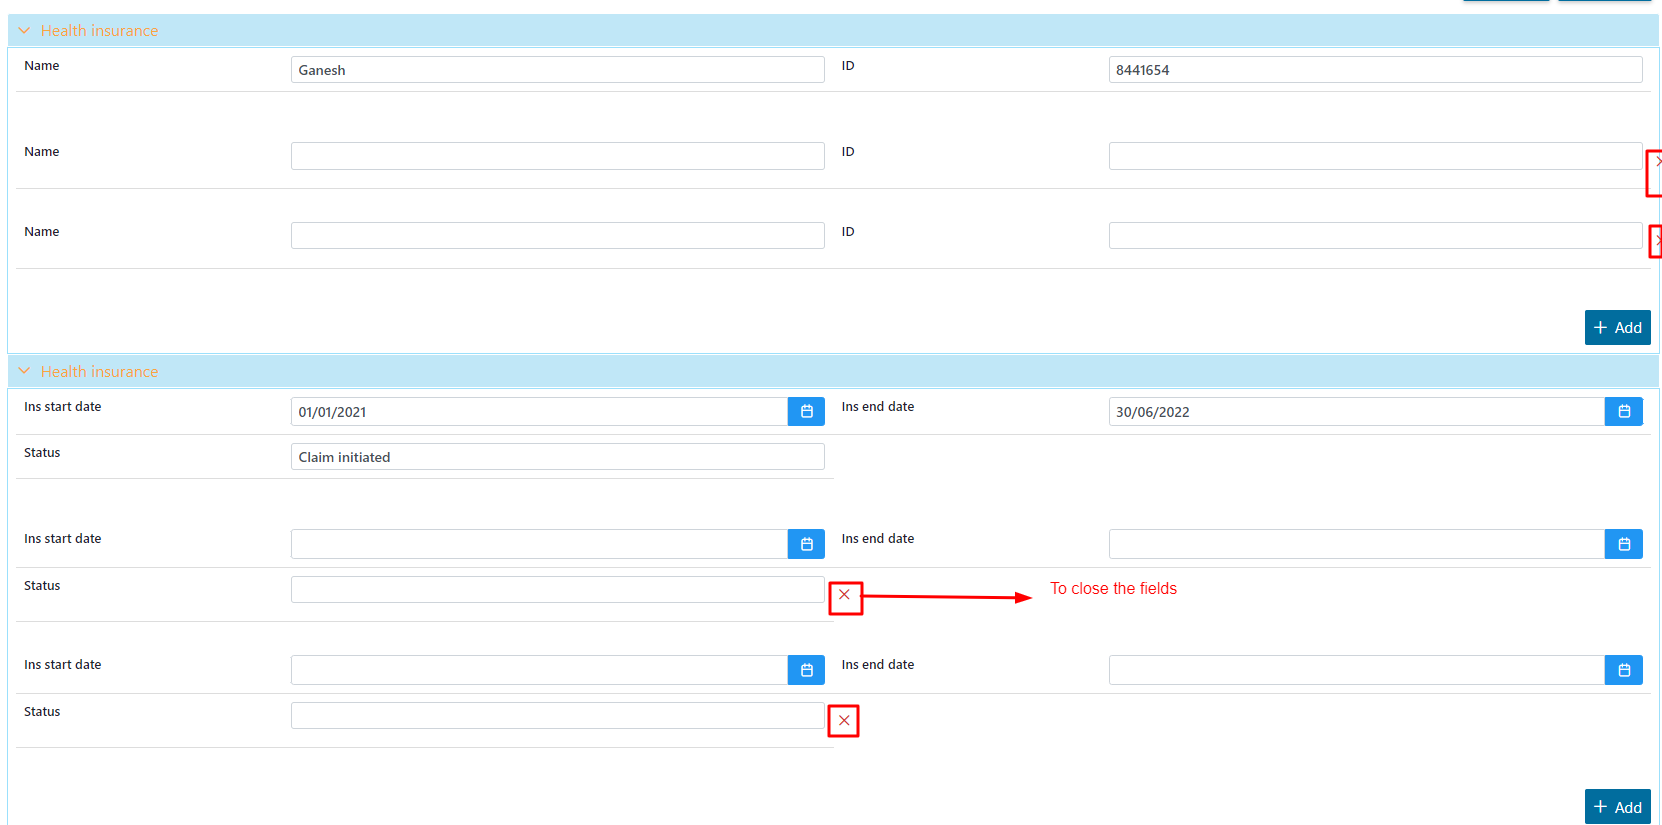 Health insurance
Name Ganesh ID 8441654
Name ID
Name ID
+ Add
Health insurance
Ins start date 01/01/2021 Ins end date 30/06/2022
Status Claim initiated
Ins start date Ins end date
Status To close the fields
Ins start date Ins end date
Status
+ Add